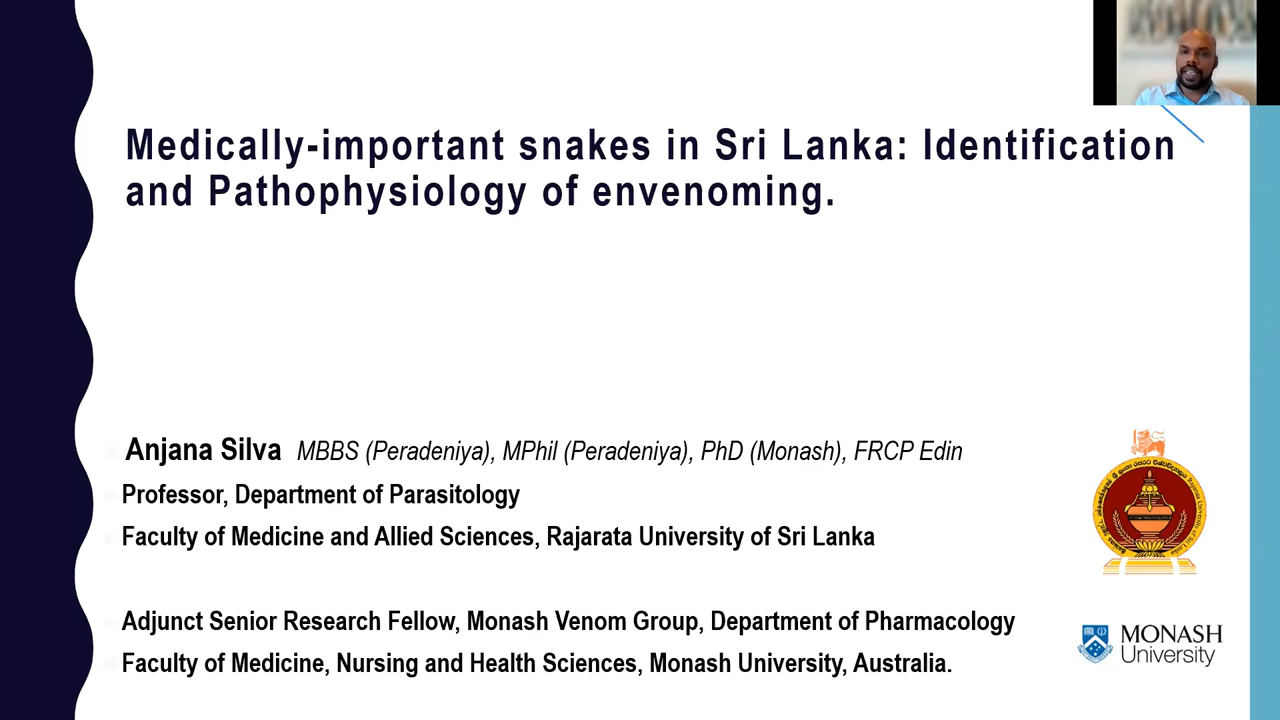 Medically-important snakes in Sri Lanka: Identification
and Pathophysiology of envenoming.
Anjana Silva MBBS (Peradeniya), MPhil (Peradeniya), PhD (Monash), FRCP Edin
Professor, Department of Parasitology
Faculty of Medicine and Allied Sciences, Rajarata University of Sri Lanka
Adjunct Senior Research Fellow, Monash Venom Group, Department of Pharmacology
Faculty of Medicine, Nursing and Health Sciences, Monash University, Australia.
MONASH
University